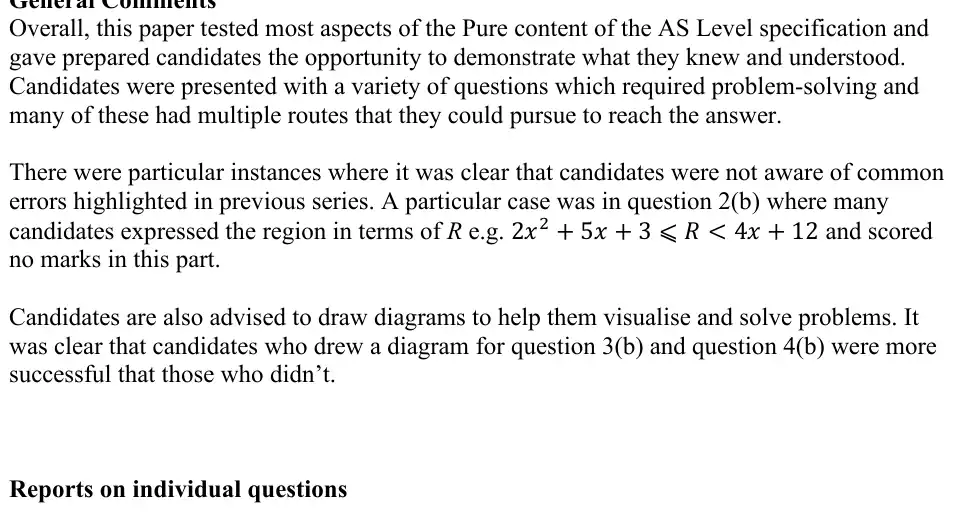 General Comments
Overall, this paper tested most aspects of the Pure content of the AS Level specification and
gave prepared candidates the opportunity to demonstrate what they knew and understood.
Candidates were presented with a variety of questions which required problem-solving and
many of these had multiple routes that they could pursue to reach the answer.
There were particular instances where it was clear that candidates were not aware of common
errors highlighted in previous series. A particular case was in question 2(b) where many
candidates expressed the region in terms of R e.g. 2x² + 5x + 3 ⩽ R < 4x + 12 and scored
no marks in this part.
Candidates are also advised to draw diagrams to help them visualise and solve problems. It
was clear that candidates who drew a diagram for question 3(b) and question 4(b) were more
successful that those who didn’t.
Reports on individual questions